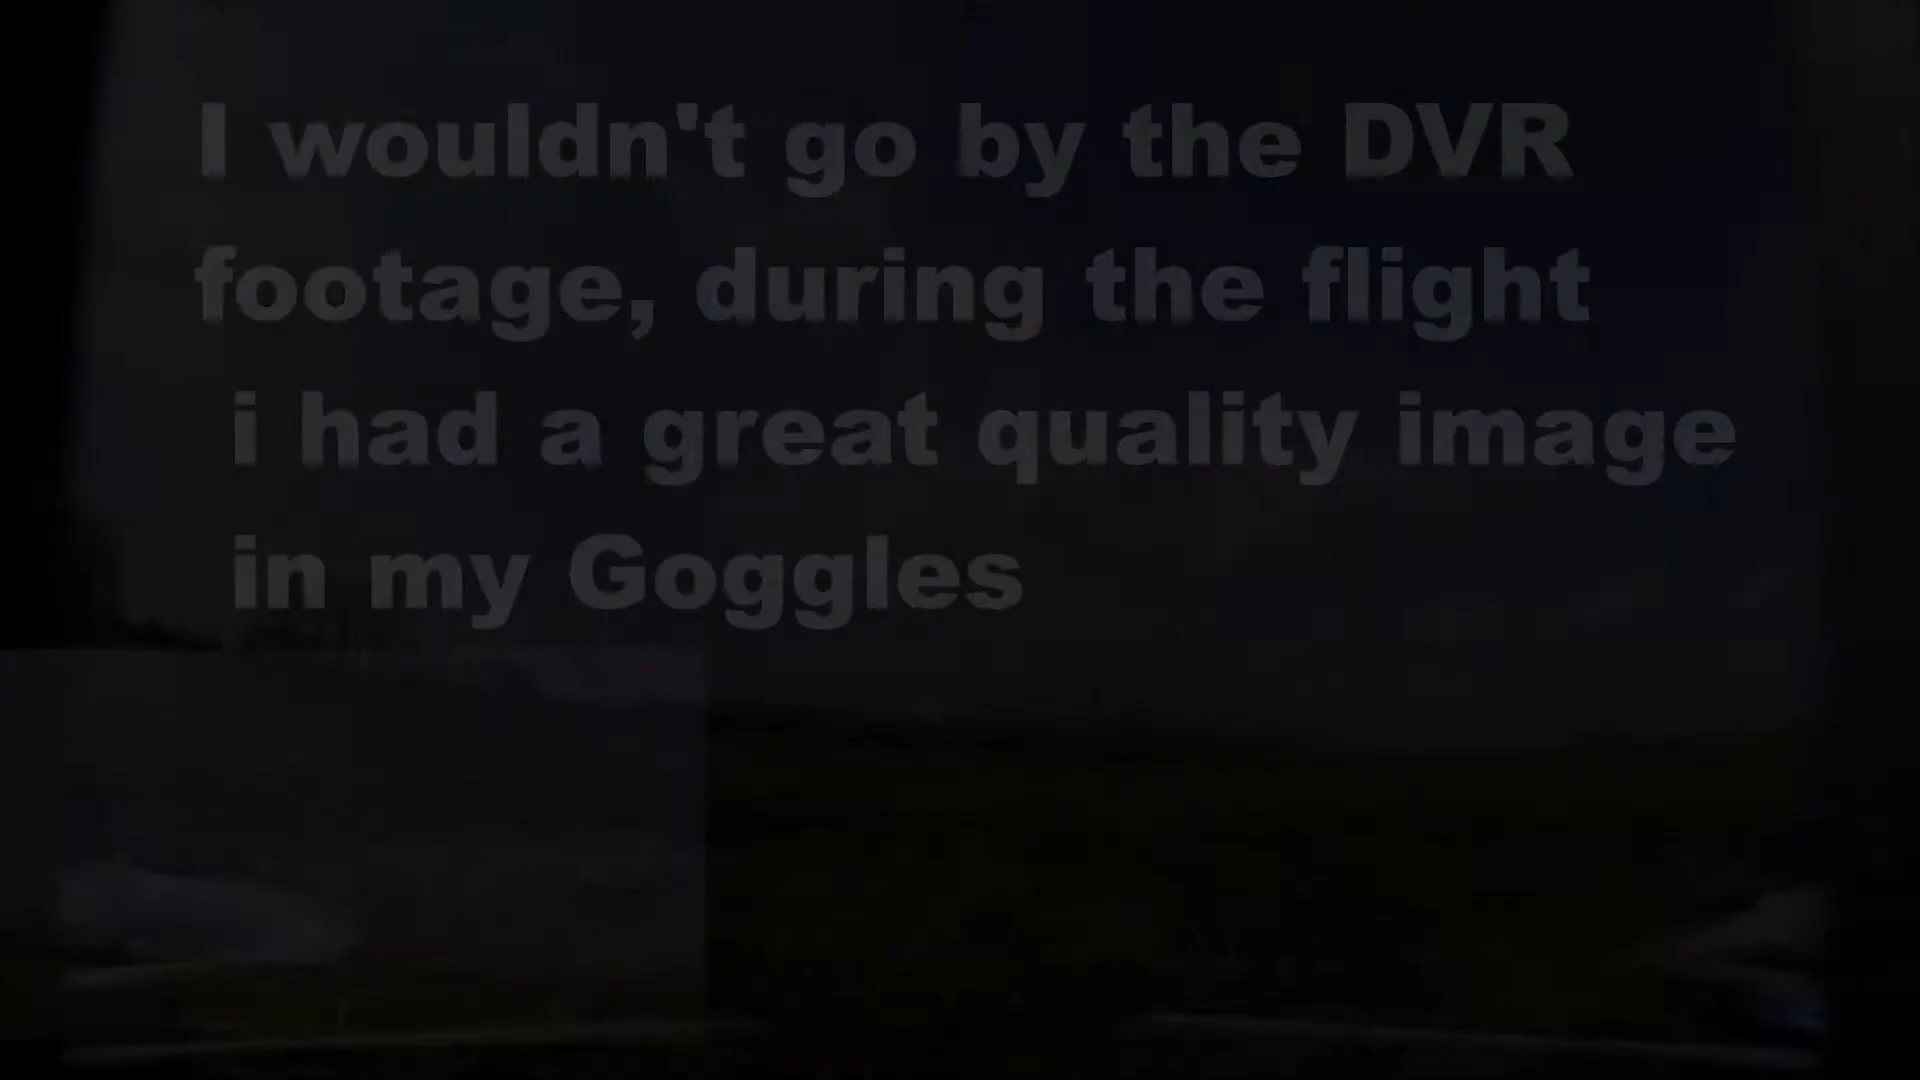 I wouldn't go by the DVR
footage, during the flight
i had a great quality image
in my Goggles